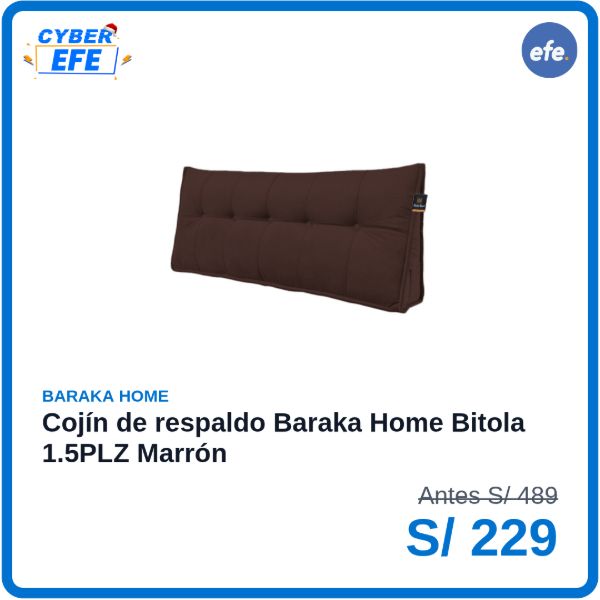 CYBER
EFE
efe.
BARAKA HOME
Cojín de respaldo Baraka Home Bitola
1.5PLZ Marrón
Antes S/ 489
S/ 229